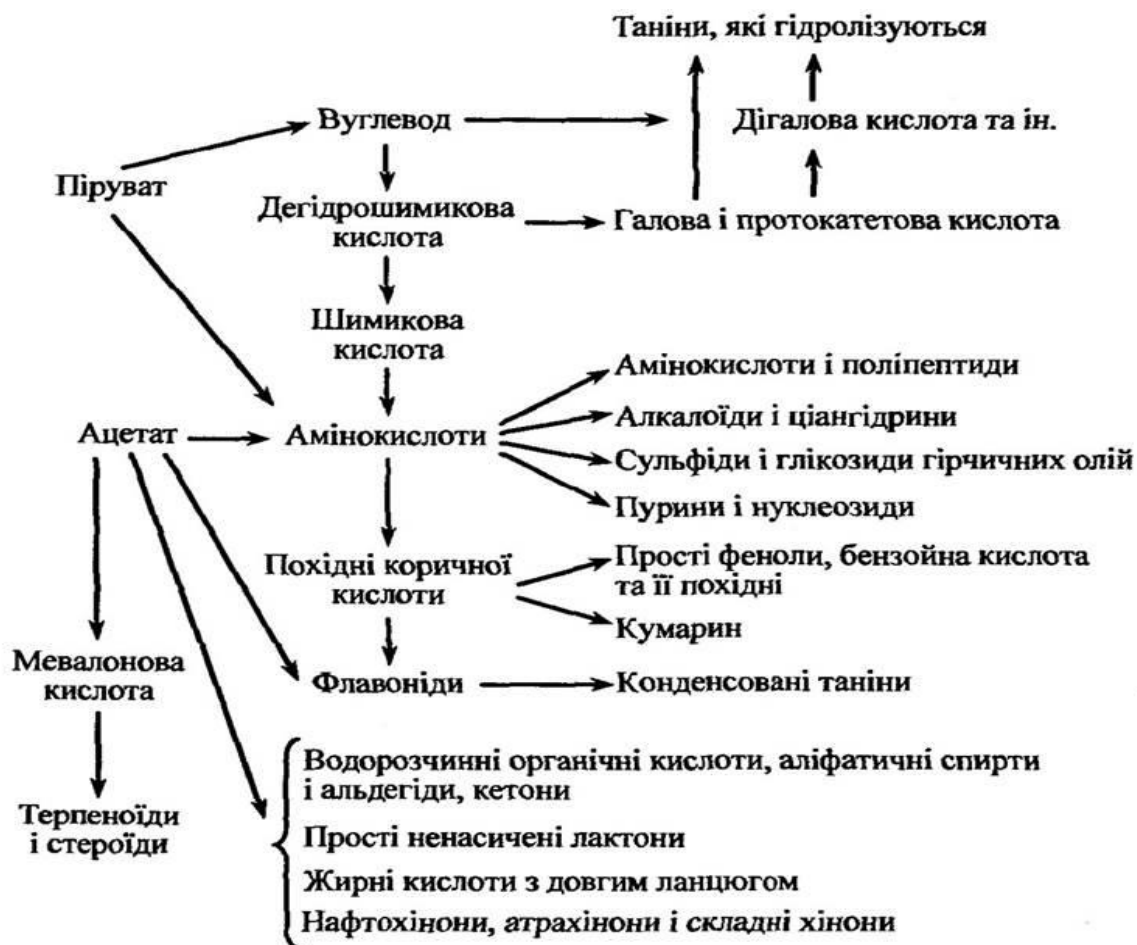 Таніни, які гідролізуються
Вуглевод
Дігалова кислота та ін.
Піруват
Дегідрошимикова
кислота
Галова і протокатетова кислота
Шимикова
кислота
Амінокислоти і поліпептиди
Ацетат
Амінокислоти
Алкалоїди і ціангідрини
Сульфіди і глікозиди гірчичних олій
Пурини і нуклеозиди
Похідні коричної
кислоти
Прості феноли, бензойна кислота
та її похідні
Кумарин
Мевалонова
кислота
Флавоніди
Конденсовані таніни
Терпеноїди
і стероїди
Водорозчинні органічні кислоти, аліфатичні спирти
і альдегіди, кетони
Прості ненасичені лактони
Жирні кислоти з довгим ланцюгом
Нафтохінони, атрахінони і складні хінони